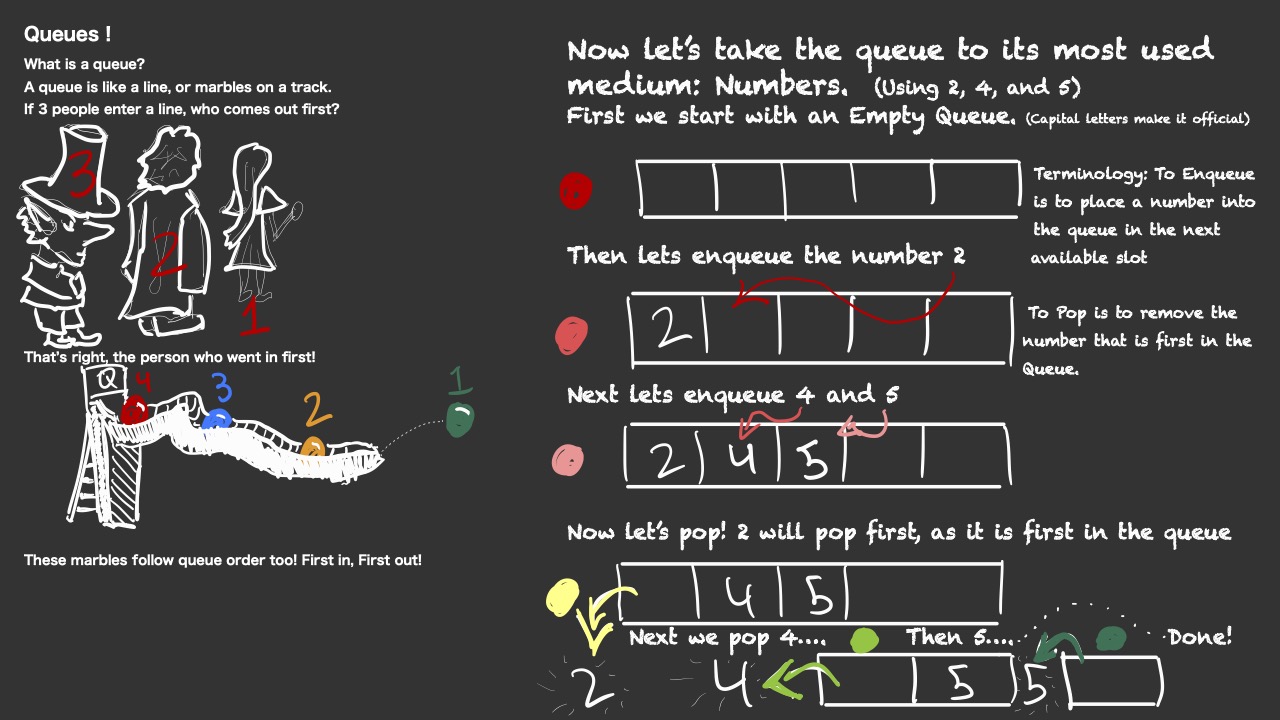 Queues !
What is a queue?
A queue is like a line, or marbles on a track.
If 3 people enter a line, who comes out first?
3
2
1
That's right, the person who went in first!
Q
4
3
2
1
These marbles follow queue order too! First in, First out!
Now let's take the queue to its most used
medium: Numbers. (Using 2, 4, and 5)
First we start with an Empty Queue. (Capital letters make it official)
Terminology: To Enqueue
is to place a number into
the queue in the next
available slot
Then lets enqueue the number 2
2
To Pop is to remove the
number that is first in the
Queue.
Next lets enqueue 4 and 5
2 4 5
Now let's pop! 2 will pop first, as it is first in the queue
4 5
Next we pop 4.... Then 5.... Done!
2 4 5 5